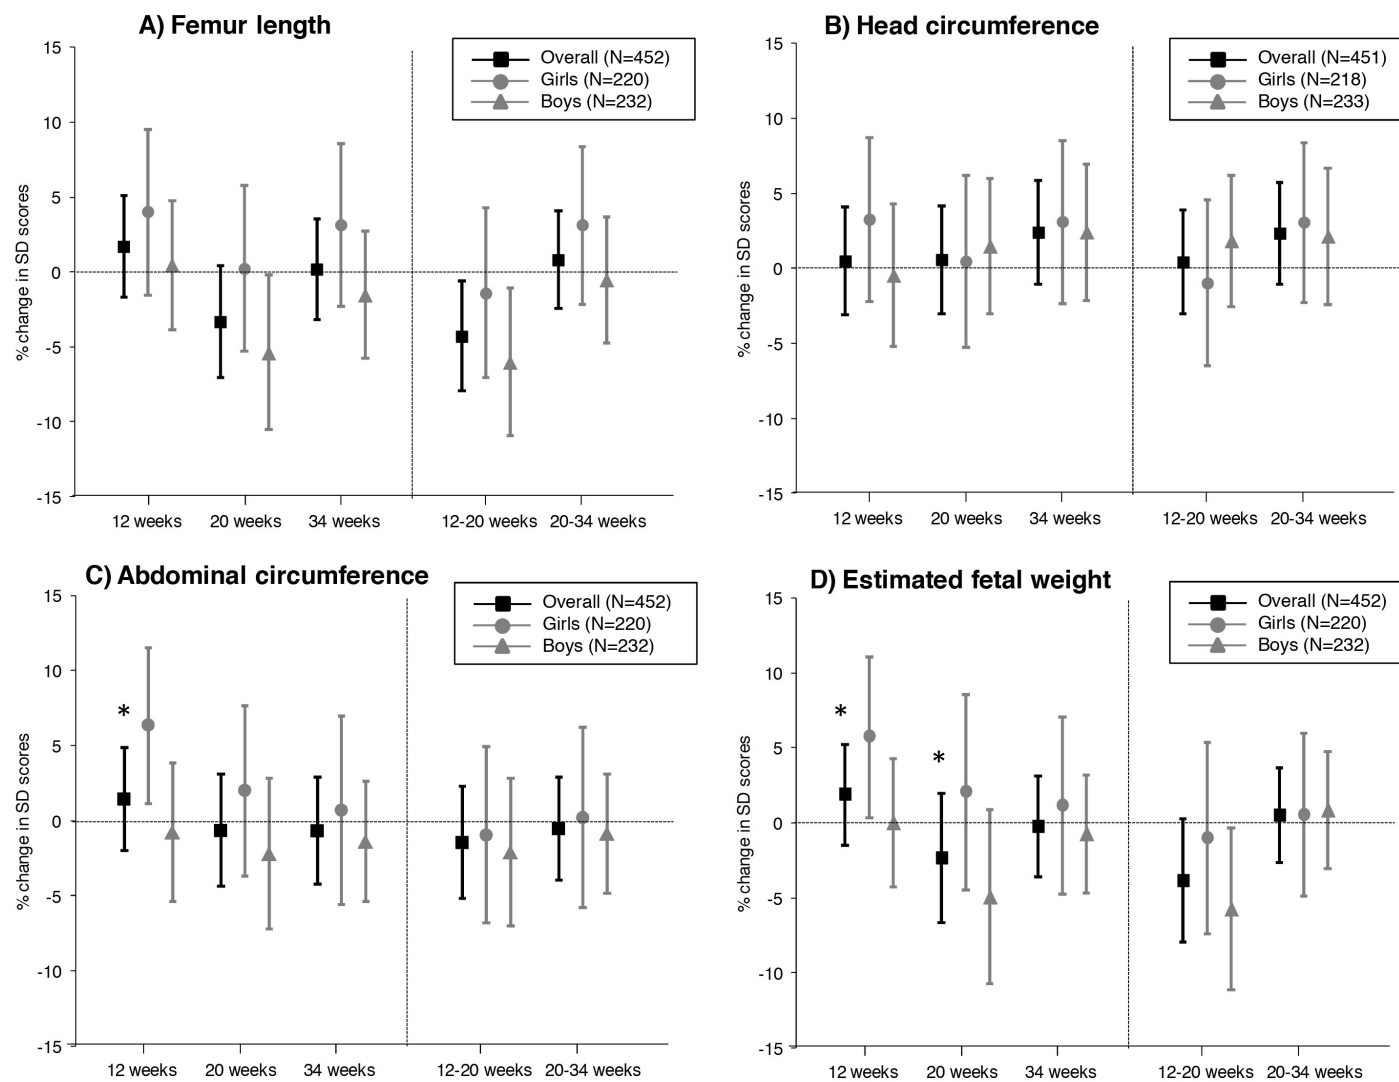 A) Femur length
Overall (N=452)
Girls (N=220)
Boys (N=232)
15
10
5
0
-5
-10
-15
% change in SD scores
12 weeks
20 weeks
34 weeks
12-20 weeks
20-34 weeks
B) Head circumference
Overall (N=451)
Girls (N=218)
Boys (N=233)
15
10
5
0
-5
-10
-15
% change in SD scores
12 weeks
20 weeks
34 weeks
12-20 weeks
20-34 weeks
C) Abdominal circumference
Overall (N=452)
Girls (N=220)
Boys (N=232)
15
10
5
0
-5
-10
-15
% change in SD scores
*
12 weeks
20 weeks
34 weeks
12-20 weeks
20-34 weeks
D) Estimated fetal weight
Overall (N=452)
Girls (N=220)
Boys (N=232)
15
10
5
0
-5
-10
-15
% change in SD scores
*
*
12 weeks
20 weeks
34 weeks
12-20 weeks
20-34 weeks